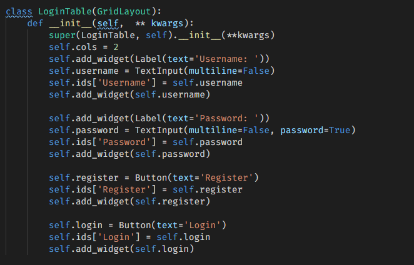 class LoginTable(GridLayout):
    def __init__(self,  ** kwargs):
        super(LoginTable, self).__init__(**kwargs)
        self.cols = 2
        self.add_widget(Label(text='Username: '))
        self.username = TextInput(multiline=False)
        self.ids['Username'] = self.username
        self.add_widget(self.username)

        self.add_widget(Label(text='Password: '))
        self.password = TextInput(multiline=False, password=True)
        self.ids['Password'] = self.password
        self.add_widget(self.password)

        self.register = Button(text='Register')
        self.ids['Register'] = self.register
        self.add_widget(self.register)

        self.login = Button(text='Login')
        self.ids['Login'] = self.login
        self.add_widget(self.login)